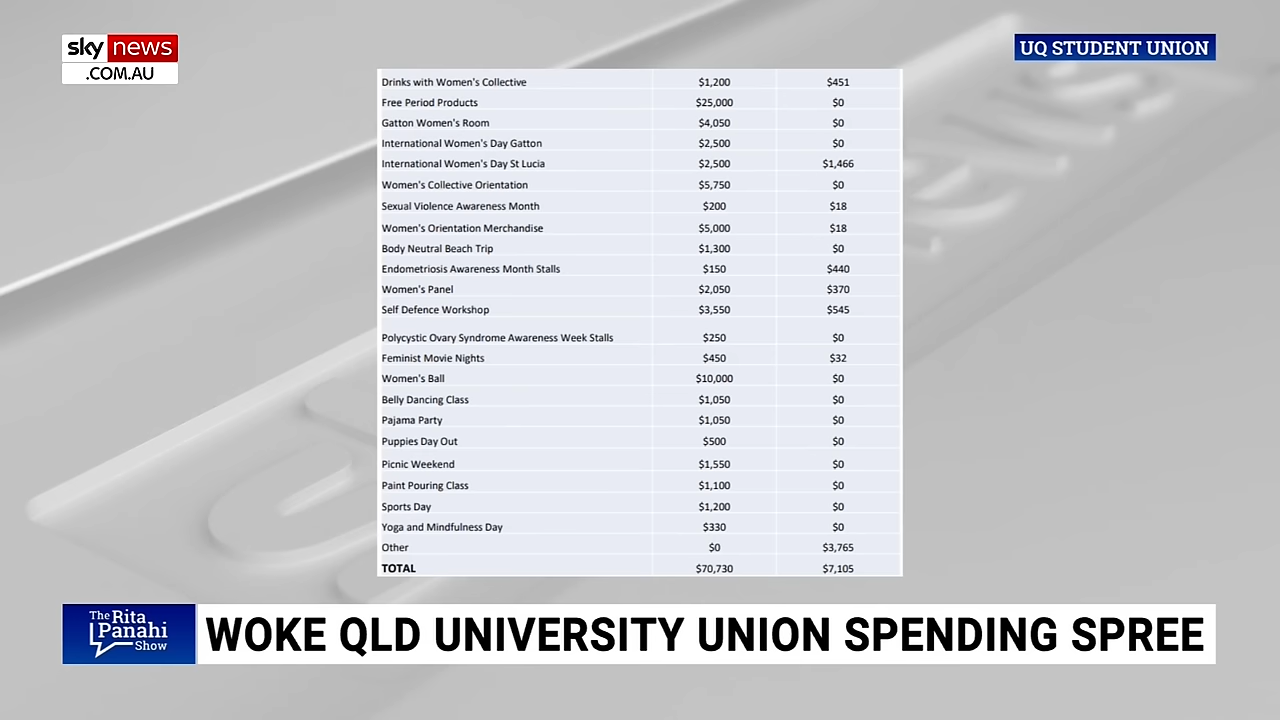 sky news
.COM.AU
UQ STUDENT UNION
Drinks with Women's Collective $1,200 $451
Free Period Products $25,000 $0
Gatton Women's Room $4,050 $0
International Women's Day Gatton $2,500 $0
International Women's Day St Lucia $2,500 $1,466
Women's Collective Orientation $5,750 $0
Sexual Violence Awareness Month $200 $18
Women's Orientation Merchandise $5,000 $18
Body Neutral Beach Trip $1,300 $0
Endometriosis Awareness Month Stalls $150 $440
Women's Panel $2,050 $370
Self Defence Workshop $3,550 $545
Polycystic Ovary Syndrome Awareness Week Stalls $250 $0
Feminist Movie Nights $450 $32
Women's Ball $10,000 $0
Belly Dancing Class $1,050 $0
Pajama Party $1,050 $0
Puppies Day Out $500 $0
Picnic Weekend $1,550 $0
Paint Pouring Class $1,100 $0
Sports Day $1,200 $0
Yoga and Mindfulness Day $330 $0
Other $0 $3,765
TOTAL $70,730 $7,105
The Rita
Panahi
Show
WOKE QLD UNIVERSITY UNION SPENDING SPREE